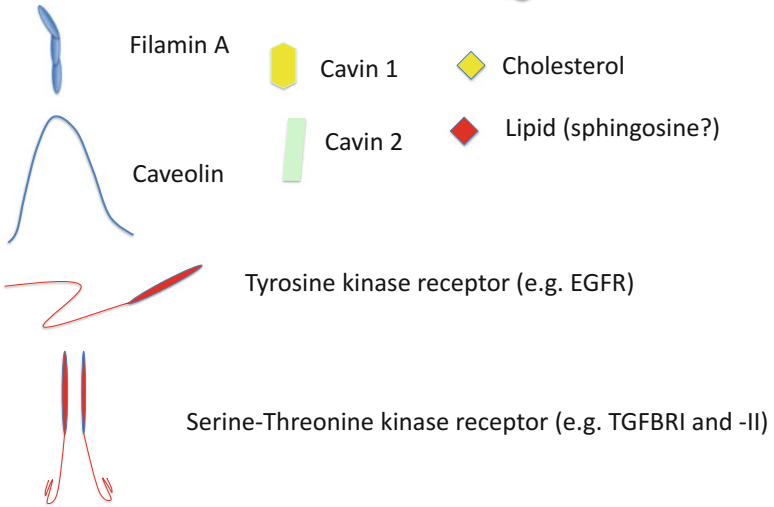 Filamin A
Cavin 1
Cholesterol
Cavin 2
Lipid (sphingosine?)
Caveolin
Tyrosine kinase receptor (e.g. EGFR)
Serine-Threonine kinase receptor (e.g. TGFBRI and -II)